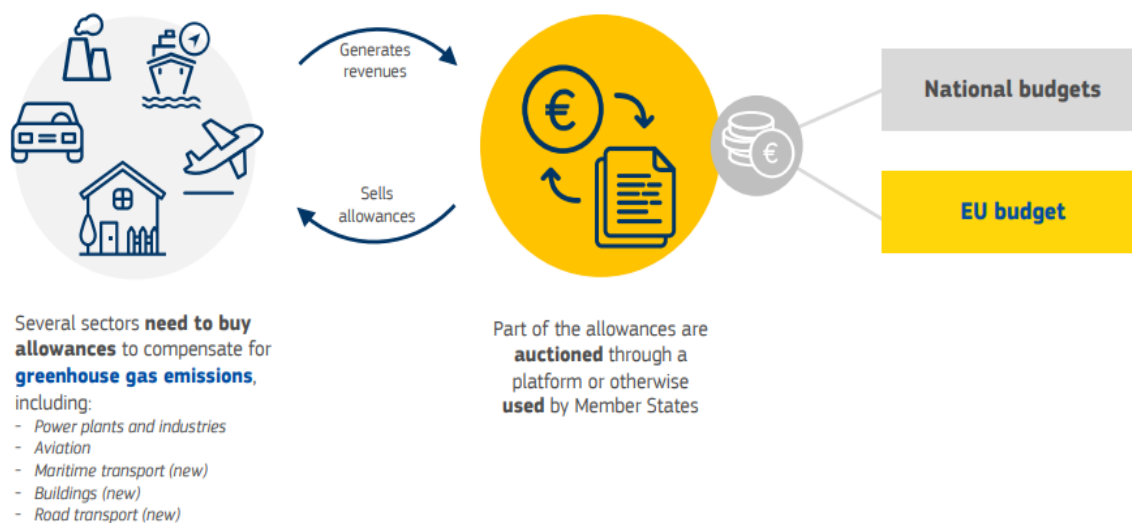 Generates
revenues
Sells
allowances
€
€
National budgets
EU budget
Several sectors need to buy
allowances to compensate for
greenhouse gas emissions,
including:
- Power plants and industries
- Aviation
- Maritime transport (new)
- Buildings (new)
- Road transport (new)
Part of the allowances are
auctioned through a
platform or otherwise
used by Member States